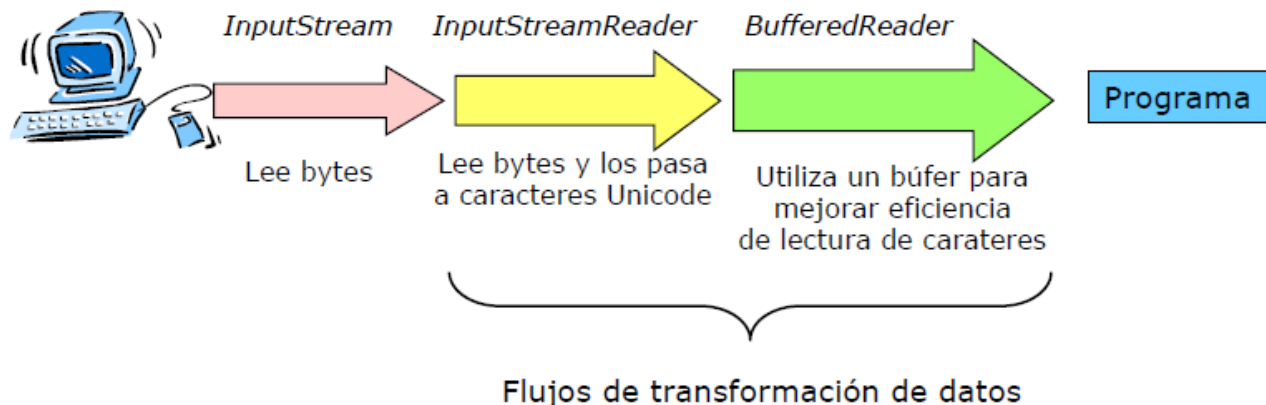 InputStream
InputStreamReader
BufferedReader
Programa
Lee bytes
Lee bytes y los pasa
a caracteres Unicode
Utiliza un búfer para
mejorar eficiencia
de lectura de carateres
Flujos de transformación de datos